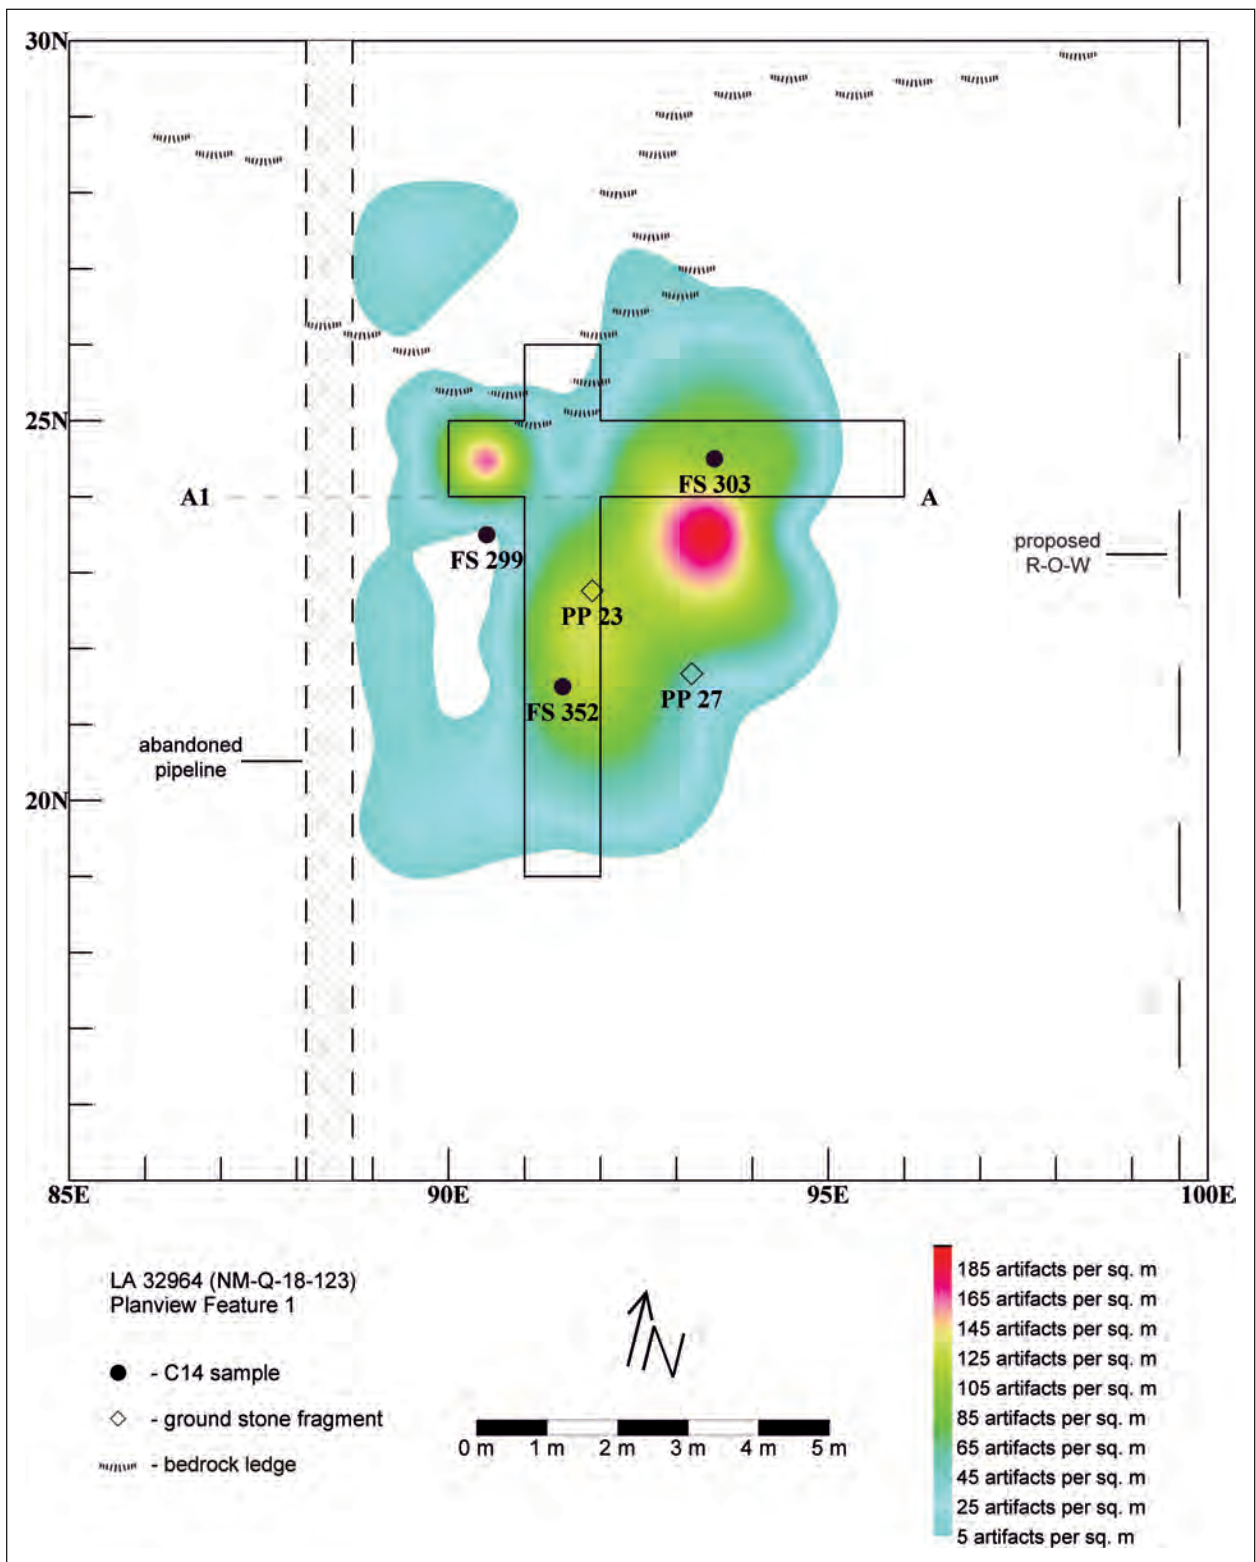 30N
25N
A1
A
FS 303
FS 299
proposed
R-O-W
PP 23
PP 27
FS 352
abandoned
pipeline
20N
85E
90E
95E
100E
LA 32964 (NM-Q-18-123)
Planview Feature 1
- C14 sample
- ground stone fragment
- bedrock ledge
N
0 m 1 m 2 m 3 m 4 m 5 m
185 artifacts per sq. m
165 artifacts per sq. m
145 artifacts per sq. m
125 artifacts per sq. m
105 artifacts per sq. m
85 artifacts per sq. m
65 artifacts per sq. m
45 artifacts per sq. m
25 artifacts per sq. m
5 artifacts per sq. m